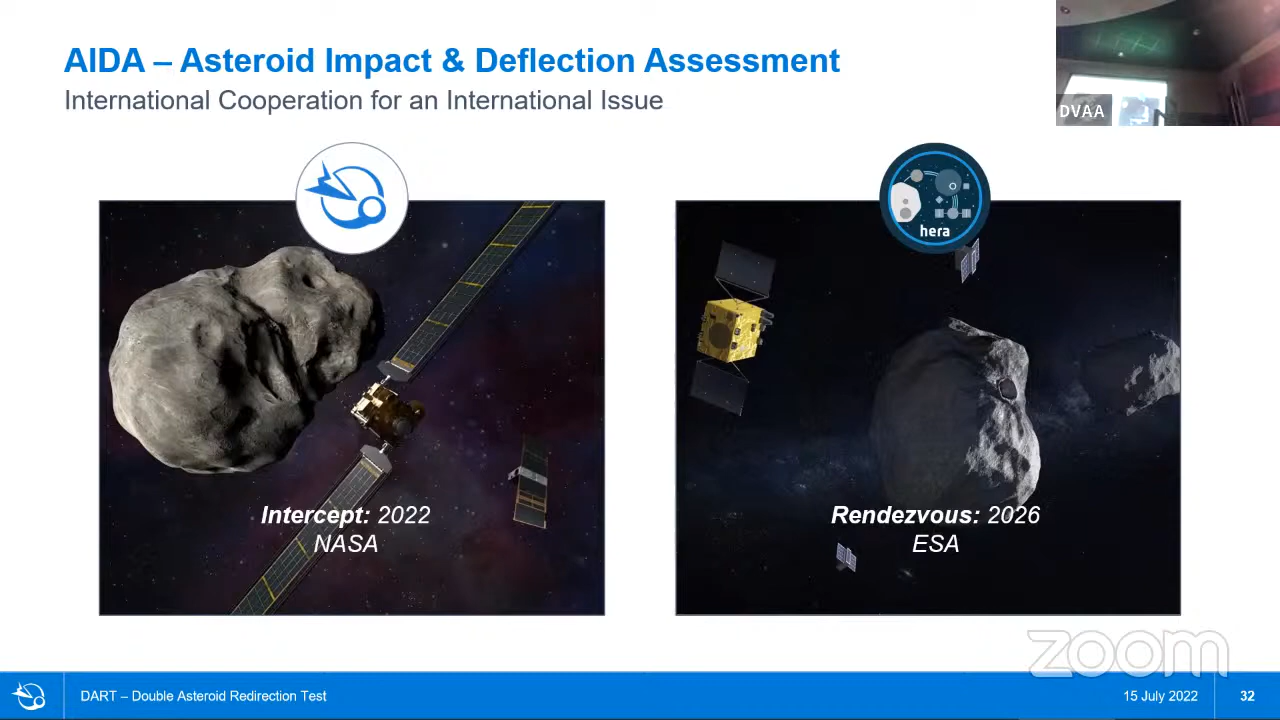 AIDA – Asteroid Impact & Deflection Assessment
International Cooperation for an International Issue
DVAA
hera
Intercept: 2022
NASA
Rendezvous: 2026
ESA
zoom
DART – Double Asteroid Redirection Test
15 July 2022
32